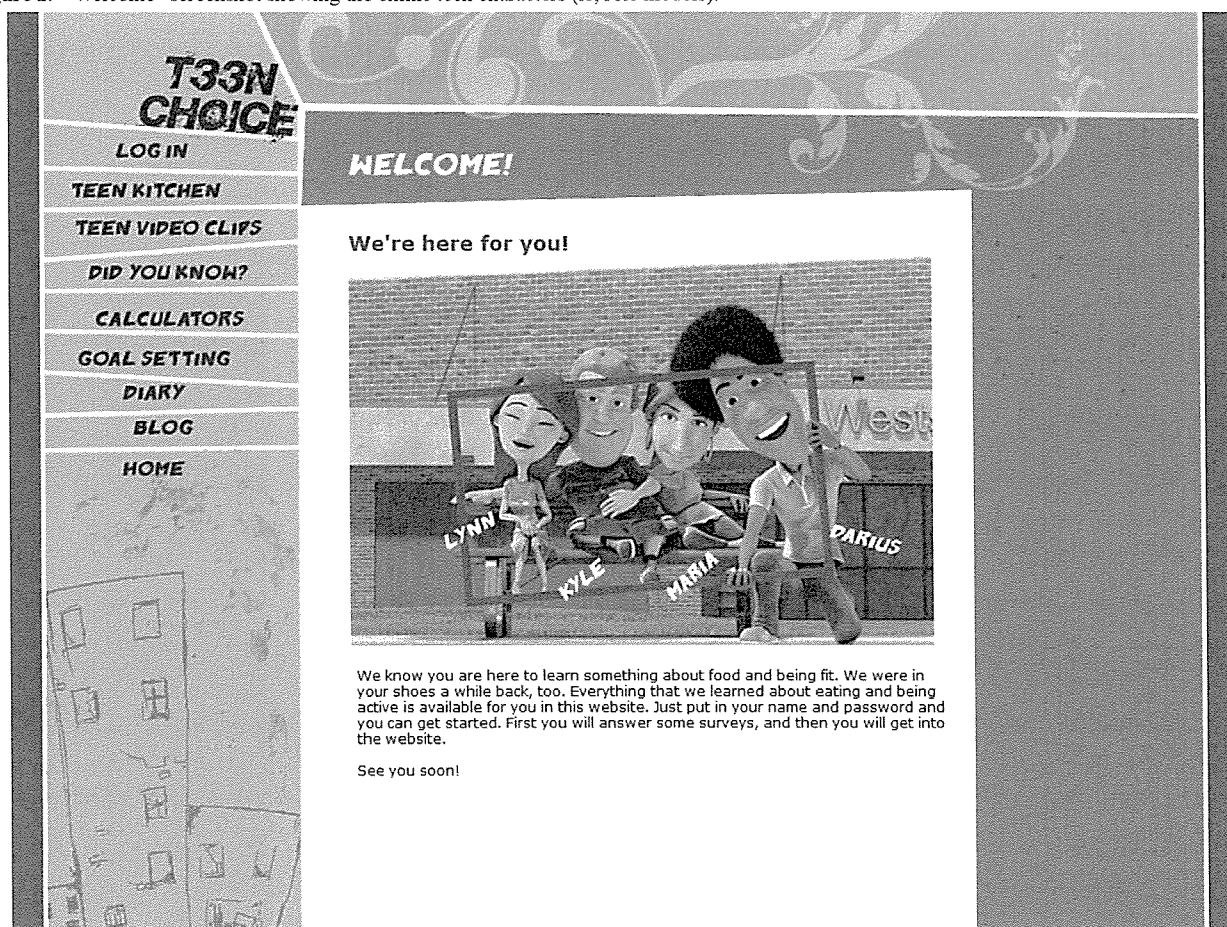 T33N
CHOICE
LOG IN
TEEN KITCHEN
TEEN VIDEO CLIPS
DID YOU KNOW?
CALCULATORS
GOAL SETTING
DIARY
BLOG
HOME
WELCOME!
We're here for you!
West
LYNN
KYLE
MARIA
DARIUS
We know you are here to learn something about food and being fit. We were in
your shoes a while back, too. Everything that we learned about eating and being
active is available for you in this website. Just put in your name and password and
you can get started. First you will answer some surveys, and then you will get into
the website.
See you soon!